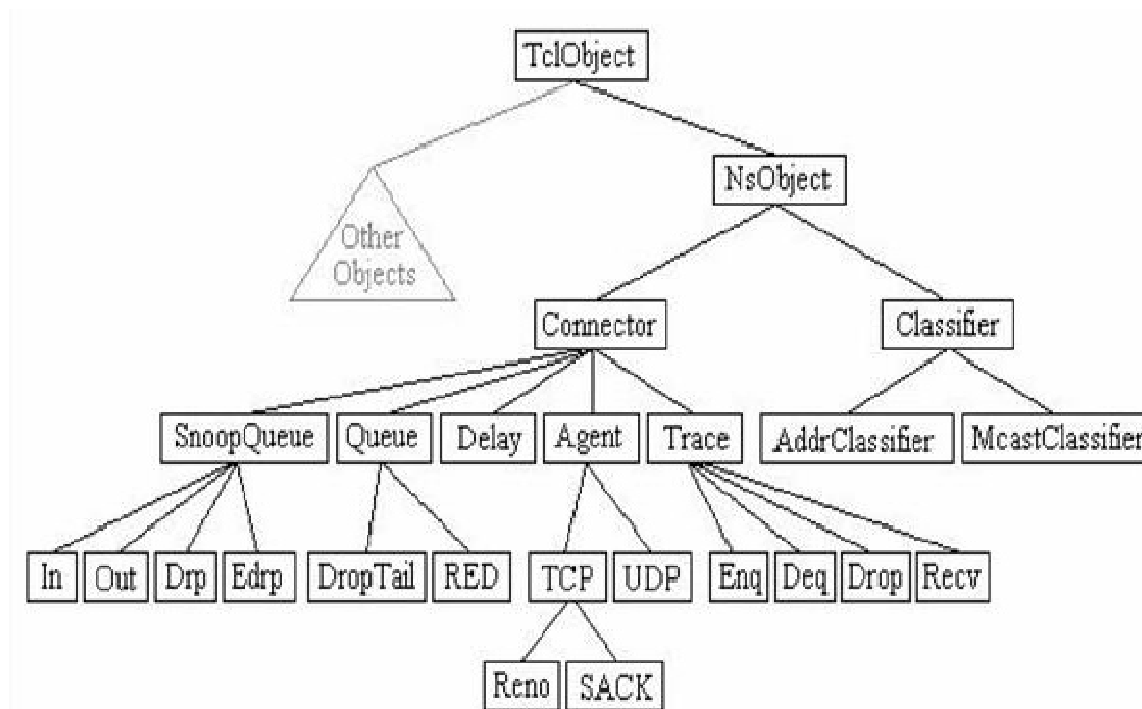 TclObject
NsObject
Other
Objects
Connector
Classifier
SnoopQueue
Queue
Delay
Agent
Trace
AddrClassifier
McastClassifier
In
Out
Drp
Edrp
DropTail
RED
TCP
UDP
Enq
Deq
Drop
Recv
Reno
SACK